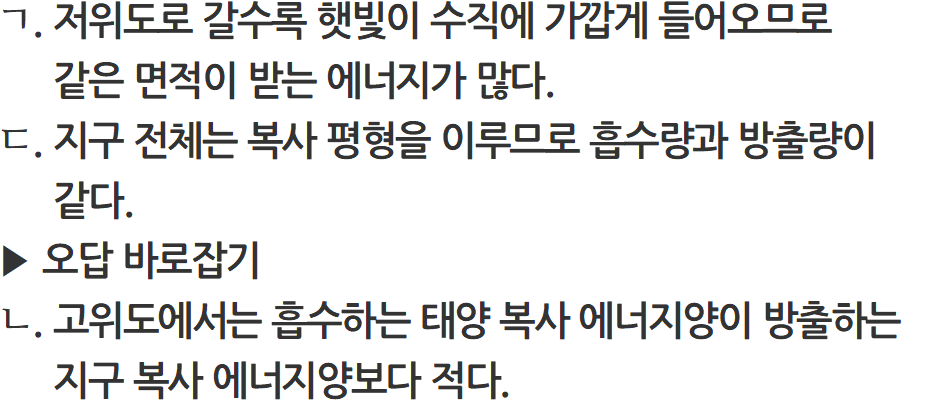 ㄱ. 저위도로 갈수록 햇빛이 수직에 가깝게 들어오므로
같은 면적이 받는 에너지가 많다.
ㄷ. 지구 전체는 복사 평형을 이루므로 흡수량과 방출량이
같다.
▶ 오답 바로잡기
ㄴ. 고위도에서는 흡수하는 태양 복사 에너지양이 방출하는
지구 복사 에너지양보다 적다.